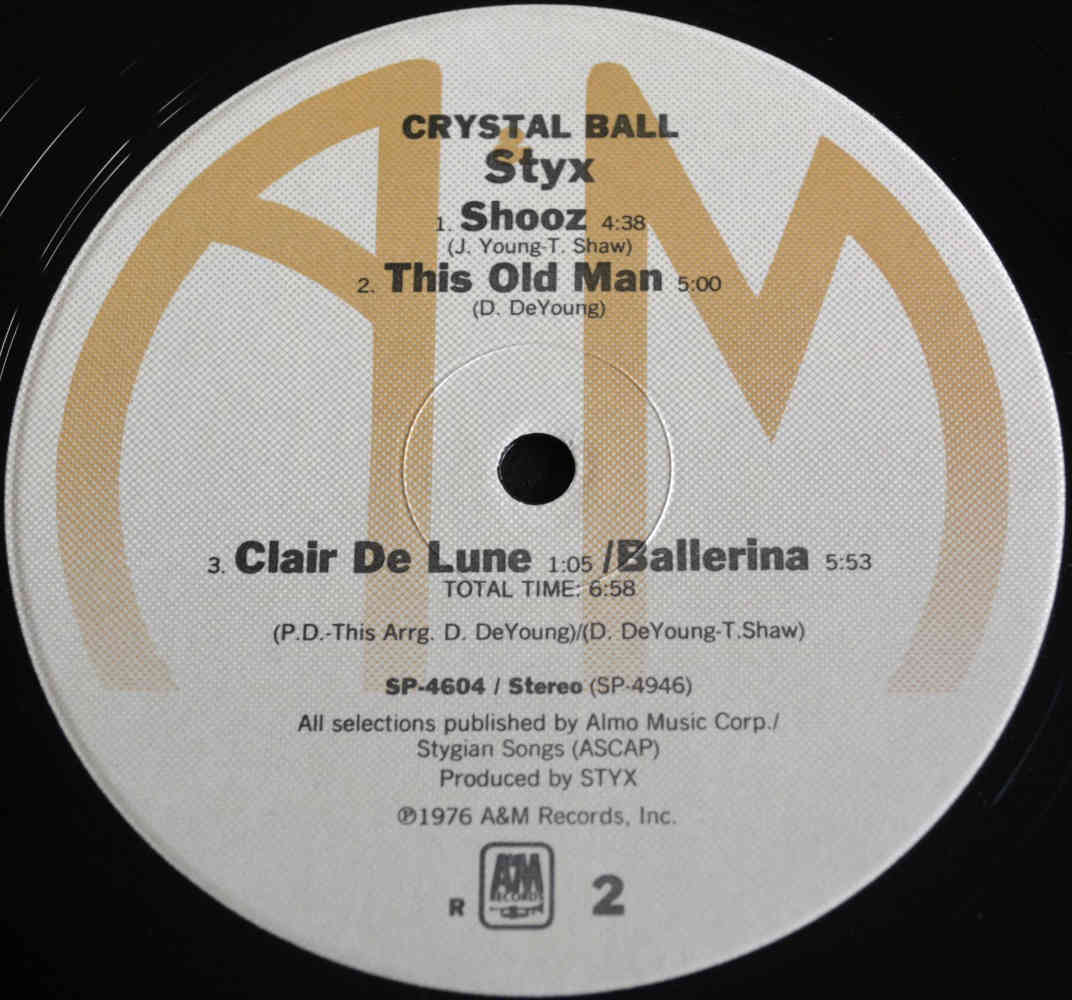 CRYSTAL BALL
Styx
1. Shooz 4:38
(J. Young-T. Shaw)
2. This Old Man 5:00
(D. DeYoung)
3. Clair De Lune 1:05 /Ballerina 5:53
TOTAL TIME: 6:58
(P.D.-This Arrg. D. DeYoung)/(D. DeYoung-T.Shaw)
SP-4604 / Stereo (SP-4946)
All selections published by Almo Music Corp./
Stygian Songs (ASCAP)
Produced by STYX
℗1976 A&M Records, Inc.
R A&M RECORDS 2
A&M